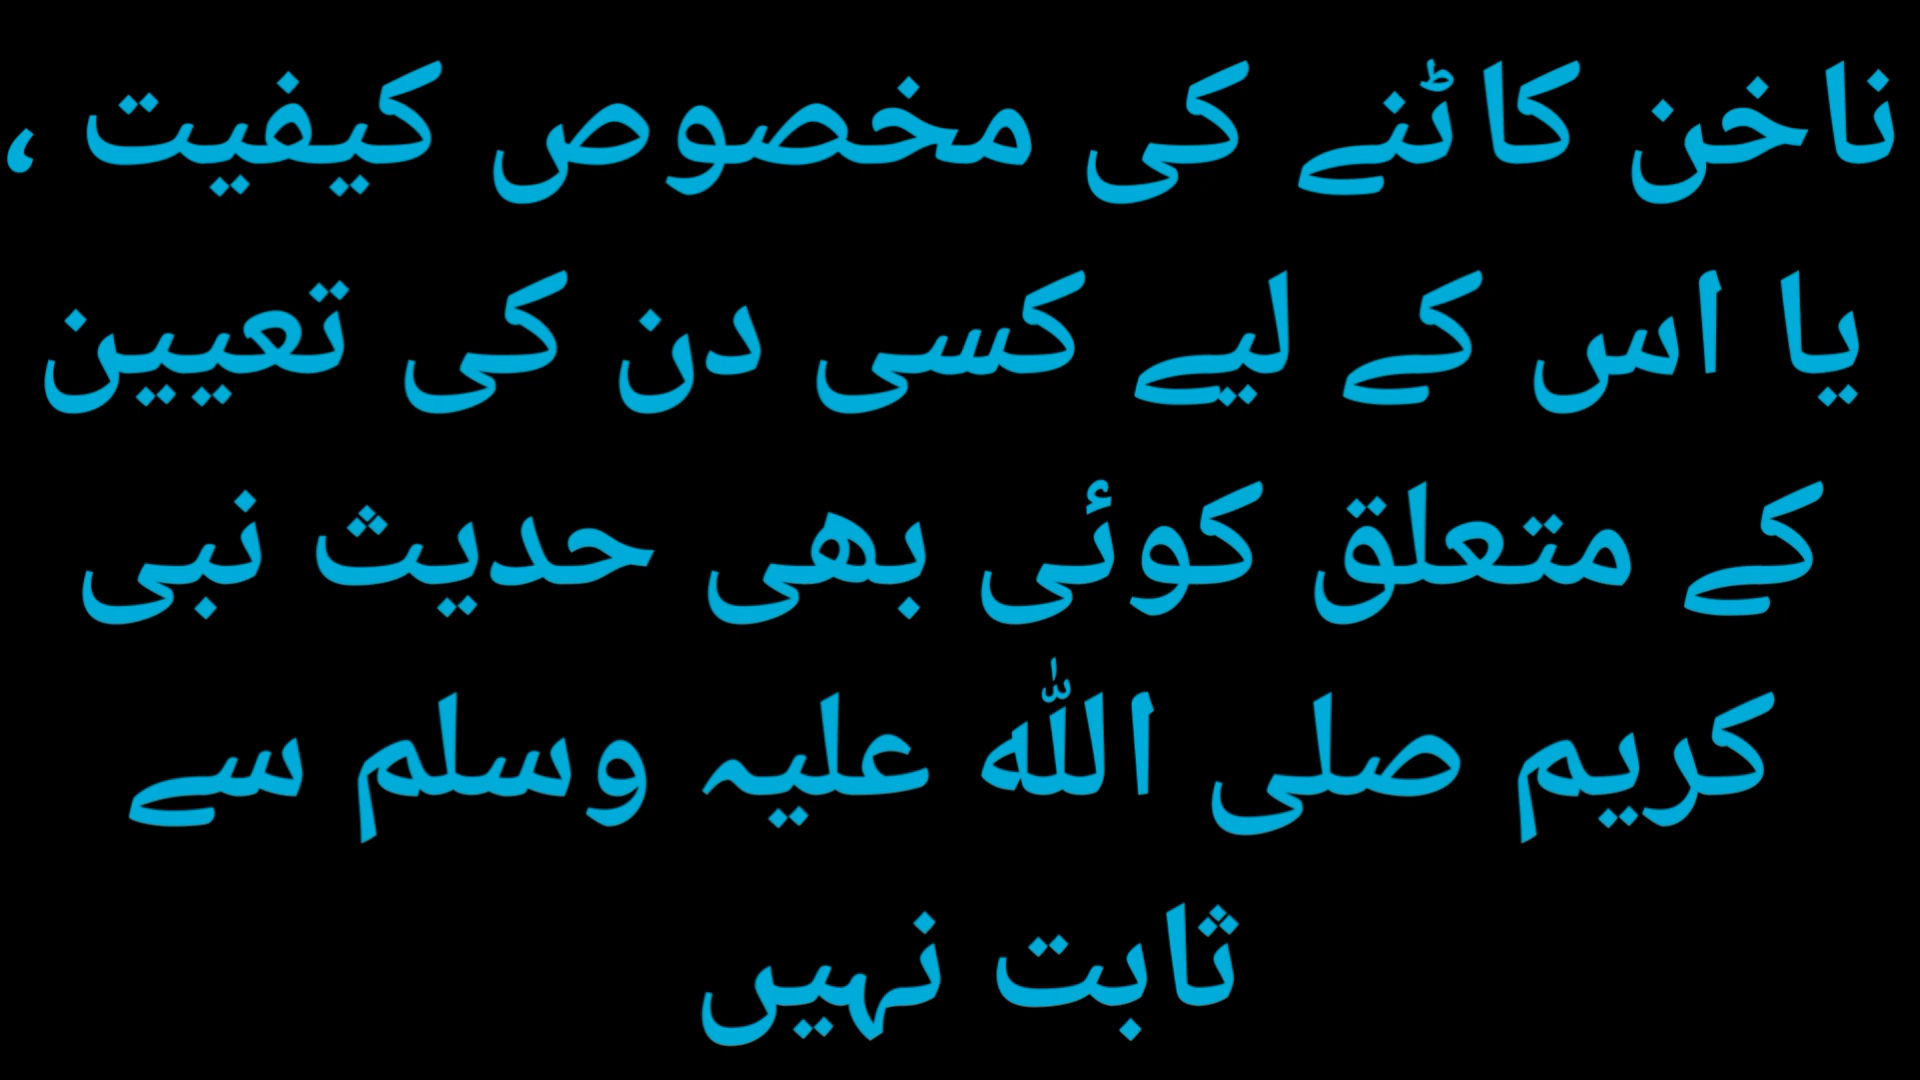 ناخن کاٹنے کی مخصوص کیفیت ،
یا اس کے لیے کسی دن کی تعیین
کے متعلق کوئی بھی حدیث نبی
کریم صلی اللہ علیہ وسلم سے
ثابت نہیں